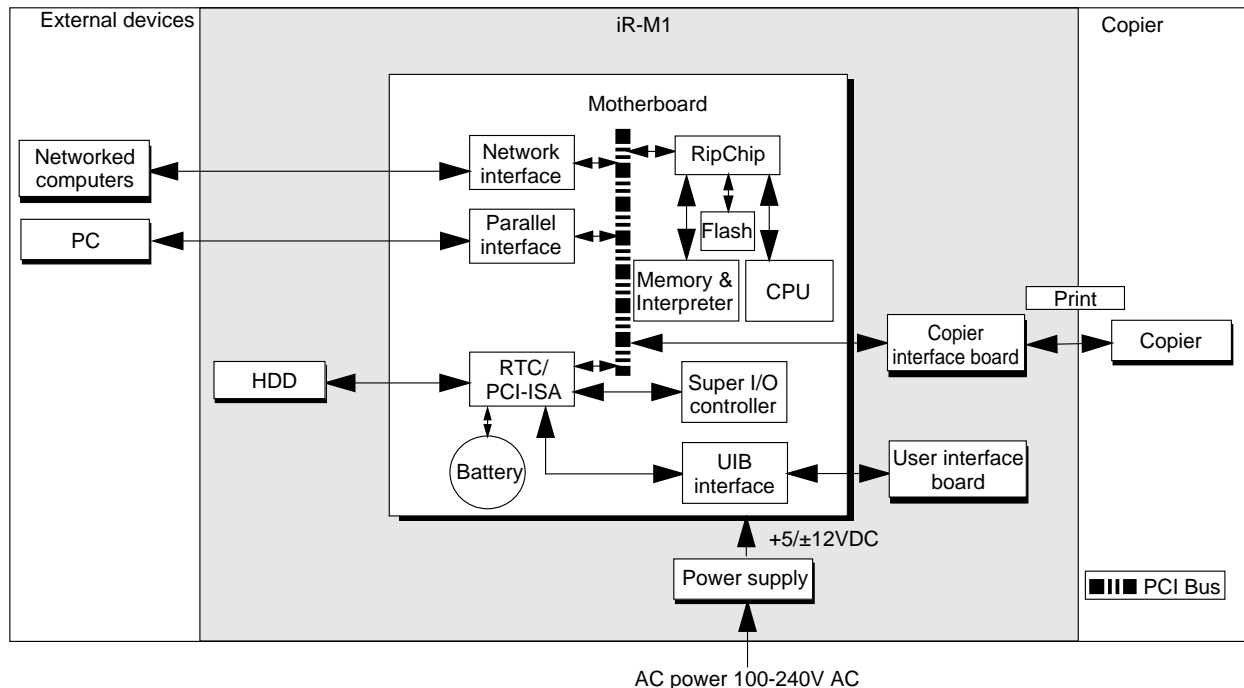 External devices
iR-M1
Copier
Motherboard
Networked
computers
Network
interface
RipChip
PC
Parallel
interface
Flash
Memory &
Interpreter
CPU
Print
Copier
interface board
Copier
HDD
RTC/
PCI-ISA
Super I/O
controller
Battery
UIB
interface
User interface
board
+5/±12VDC
Power supply
PCI Bus
AC power 100-240V AC